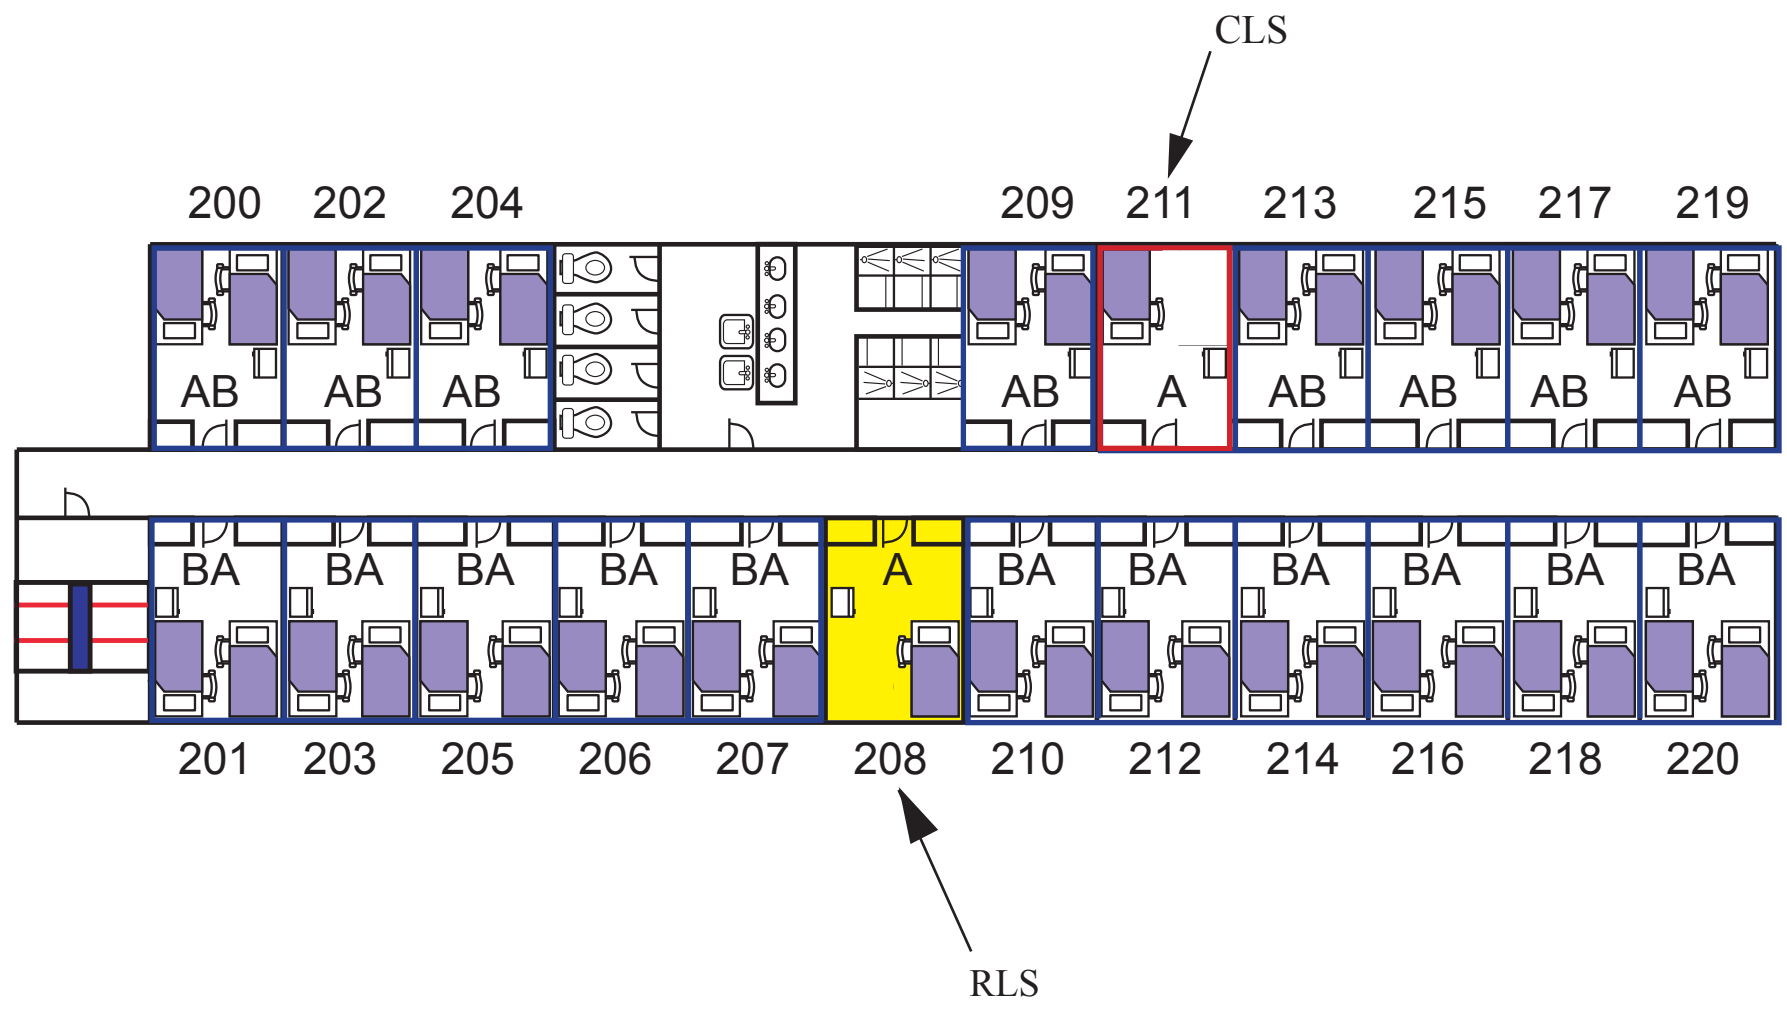 CLS
200 202 204 209 211 213 215 217 219
AB AB AB AB A AB AB AB AB
BA BA BA BA BA A BA BA BA BA BA BA
201 203 205 206 207 208 210 212 214 216 218 220
RLS